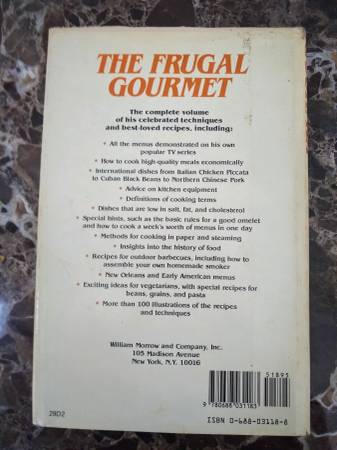 THE FRUGAL
GOURMET
The complete volume
of his celebrated techniques
and best-loved recipes, including:
• All the menus demonstrated on his own
popular TV series
• How to cook high-quality meals economically
• International dishes from Italian Chicken Piccata
to Cuban Black Beans to Northern Chinese Pork
• Advice on kitchen equipment
• Definitions of cooking terms
• Dishes that are low in salt, fat, and cholesterol
• Special hints, such as the basic rules for a good omelet
and how to cook a week's worth of menus in one day
• Methods for cooking in paper and steaming
• Insights into the history of food
• Recipes for outdoor barbecues, including how to
assemble your own homemade smoker
• New Orleans and Early American menus
• Exciting ideas for vegetarians, with special recipes for
beans, grains, and pasta
• More than 100 illustrations of the recipes
and techniques
William Morrow and Company, Inc.
105 Madison Avenue
New York, N.Y. 10016
51895
9 780688 031183
28D2
ISBN 0-688-03118-8